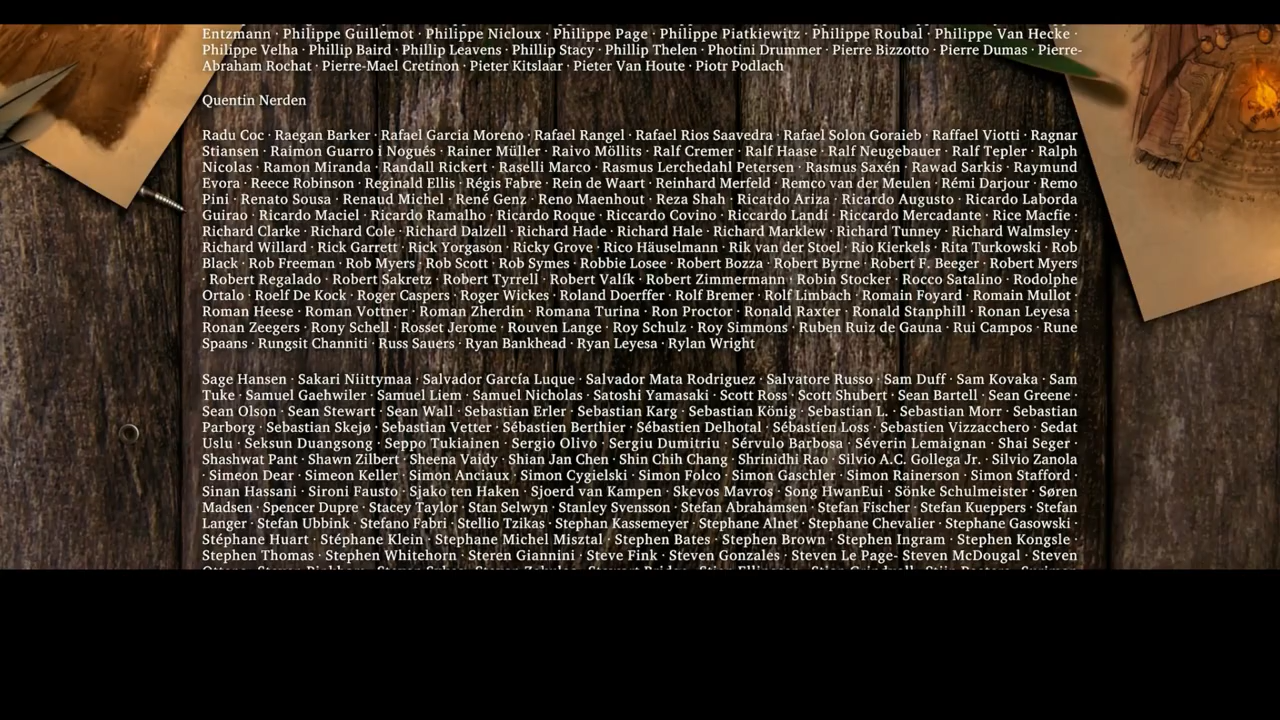 Entzmann · Philippe Guillemot · Philippe Nicloux · Philippe Page · Philippe Piatkiewitz · Philippe Roubal · Philippe Van Hecke ·
Philippe Velha · Phillip Baird · Phillip Leavens · Phillip Stacy · Phillip Thelen · Photini Drummer · Pierre Bizzotto · Pierre Dumas · Pierre-
Abraham Rochat · Pierre-Mael Cretinon · Pieter Kitslaar · Pieter Van Houte · Piotr Podlach
Quentin Nerden
Radu Coc · Raegan Barker · Rafael Garcia Moreno · Rafael Rangel · Rafael Rios Saavedra · Rafael Solon Goraieb · Raffael Viotti · Ragnar
Stiansen · Raimon Guarro i Nogués · Rainer Müller · Raivo Möllits · Ralf Cremer · Ralf Haase · Ralf Neugebauer · Ralf Tepler · Ralph
Nicolas · Ramon Miranda · Randall Rickert · Raselli Marco · Rasmus Lerchedahl Petersen · Rasmus Saxén · Rawad Sarkis · Raymund
Evora · Reece Robinson · Reginald Ellis · Régis Fabre · Rein de Waart · Reinhard Merfeld · Remco van der Meulen · Rémi Darjour · Remo
Pini · Renato Sousa · Renaud Michel · René Genz · Reno Maenhout · Reza Shah · Ricardo Ariza · Ricardo Augusto · Ricardo Laborda
Guirao · Ricardo Maciel · Ricardo Ramalho · Ricardo Roque · Riccardo Covino · Riccardo Landi · Riccardo Mercadante · Rice Macfie ·
Richard Clarke · Richard Cole · Richard Dalzell · Richard Hade · Richard Hale · Richard Marklew · Richard Tunney · Richard Walmsley ·
Richard Willard · Rick Garrett · Rick Yorgason · Ricky Grove · Rico Häuselmann · Rik van der Stoel · Rio Kierkels · Rita Turkowski · Rob
Black · Rob Freeman · Rob Myers · Rob Scott · Rob Symes · Robbie Losee · Robert Bozza · Robert Byrne · Robert F. Beeger · Robert Myers
· Robert Regalado · Robert Sakretz · Robert Tyrrell · Robert Valík · Robert Zimmermann · Robin Stocker · Rocco Satalino · Rodolphe
Ortalo · Roelf De Kock · Roger Caspers · Roger Wickes · Roland Doerffer · Rolf Bremer · Rolf Limbach · Romain Foyard · Romain Mullot ·
Roman Heese · Roman Vottner · Roman Zherdin · Romana Turina · Ron Proctor · Ronald Raxter · Ronald Stanphill · Ronan Leyesa ·
Ronan Zeegers · Rony Schell · Rosset Jerome · Rouven Lange · Roy Schulz · Roy Simmons · Ruben Ruiz de Gauna · Rui Campos · Rune
Spaans · Rungsit Channiti · Russ Sauers · Ryan Bankhead · Ryan Leyesa · Rylan Wright
Sage Hansen · Sakari Niittymaa · Salvador García Luque · Salvador Mata Rodriguez · Salvatore Russo · Sam Duff · Sam Kovaka · Sam
Tuke · Samuel Gaehwiler · Samuel Liem · Samuel Nicholas · Satoshi Yamasaki · Scott Ross · Scott Shubert · Sean Bartell · Sean Greene ·
Sean Olson · Sean Stewart · Sean Wall · Sebastian Erler · Sebastian Karg · Sebastian König · Sebastian L. · Sebastian Morr · Sebastian
Parborg · Sebastian Skejø · Sebastian Vetter · Sébastien Berthier · Sébastien Delhotal · Sébastien Loss · Sebastien Vizzacchero · Sedat
Uslu · Seksun Duangsong · Seppo Tukiainen · Sergio Olivo · Sergiu Dumitriu · Sérvulo Barbosa · Séverin Lemaignan · Shai Seger ·
Shashwat Pant · Shawn Zilbert · Sheena Vaidy · Shian Jan Chen · Shin Chih Chang · Shrinidhi Rao · Silvio A.C. Gollega Jr. · Silvio Zanola
· Simeon Dear · Simeon Keller · Simon Anciaux · Simon Cygielski · Simon Folco · Simon Gaschler · Simon Rainerson · Simon Stafford ·
Sinan Hassani · Sironi Fausto · Sjako ten Haken · Sjoerd van Kampen · Skevos Mavros · Song HwanEui · Sönke Schulmeister · Søren
Madsen · Spencer Dupre · Stacey Taylor · Stan Selwyn · Stanley Svensson · Stefan Abrahamsen · Stefan Fischer · Stefan Kueppers · Stefan
Langer · Stefan Ubbink · Stefano Fabri · Stellio Tzikas · Stephan Kassemeyer · Stephane Alnet · Stephane Chevalier · Stephane Gasowski ·
Stéphane Huart · Stéphane Klein · Stephane Michel Misztal · Stephen Bates · Stephen Brown · Stephen Ingram · Stephen Kongsle ·
Stephen Thomas · Stephen Whitehorn · Steren Giannini · Steve Fink · Steven Gonzales · Steven Le Page- Steven McDougal · Steven